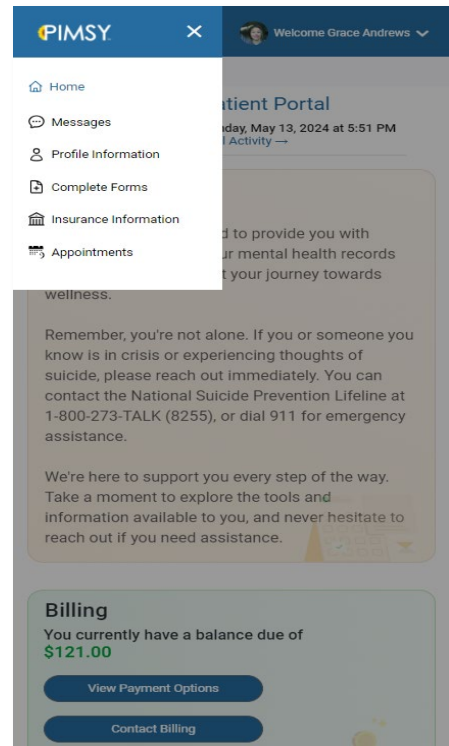 PIMSY
Welcome Grace Andrews
Home
Messages
Profile Information
Complete Forms
Insurance Information
Appointments
tient Portal
day, May 13, 2024 at 5:51 PM
Activity →
d to provide you with
ur mental health records
t your journey towards
wellness.
Remember, you're not alone. If you or someone you
know is in crisis or experiencing thoughts of
suicide, please reach out immediately. You can
contact the National Suicide Prevention Lifeline at
1-800-273-TALK (8255), or dial 911 for emergency
assistance.
We're here to support you every step of the way.
Take a moment to explore the tools and
information available to you, and never hesitate to
reach out if you need assistance.
Billing
You currently have a balance due of
$121.00
View Payment Options
Contact Billing